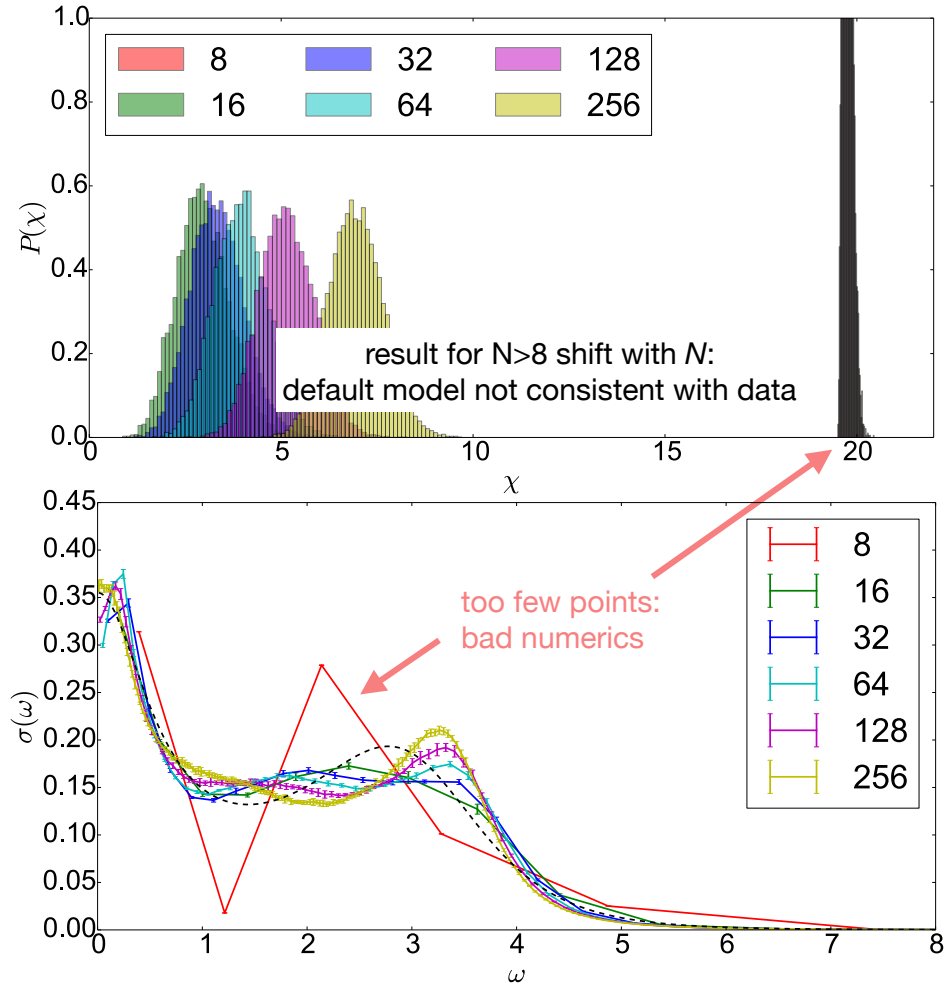 1.0
0.8
0.6
0.4
0.2
0.0
P(χ)
8 32 128
16 64 256
result for N>8 shift with N:
default model not consistent with data
0 5 10 15 20
χ
0.45
0.40
0.35
0.30
0.25
0.20
0.15
0.10
0.05
0.00
σ(ω)
too few points:
bad numerics
8
16
32
64
128
256
0 1 2 3 4 5 6 7 8
ω